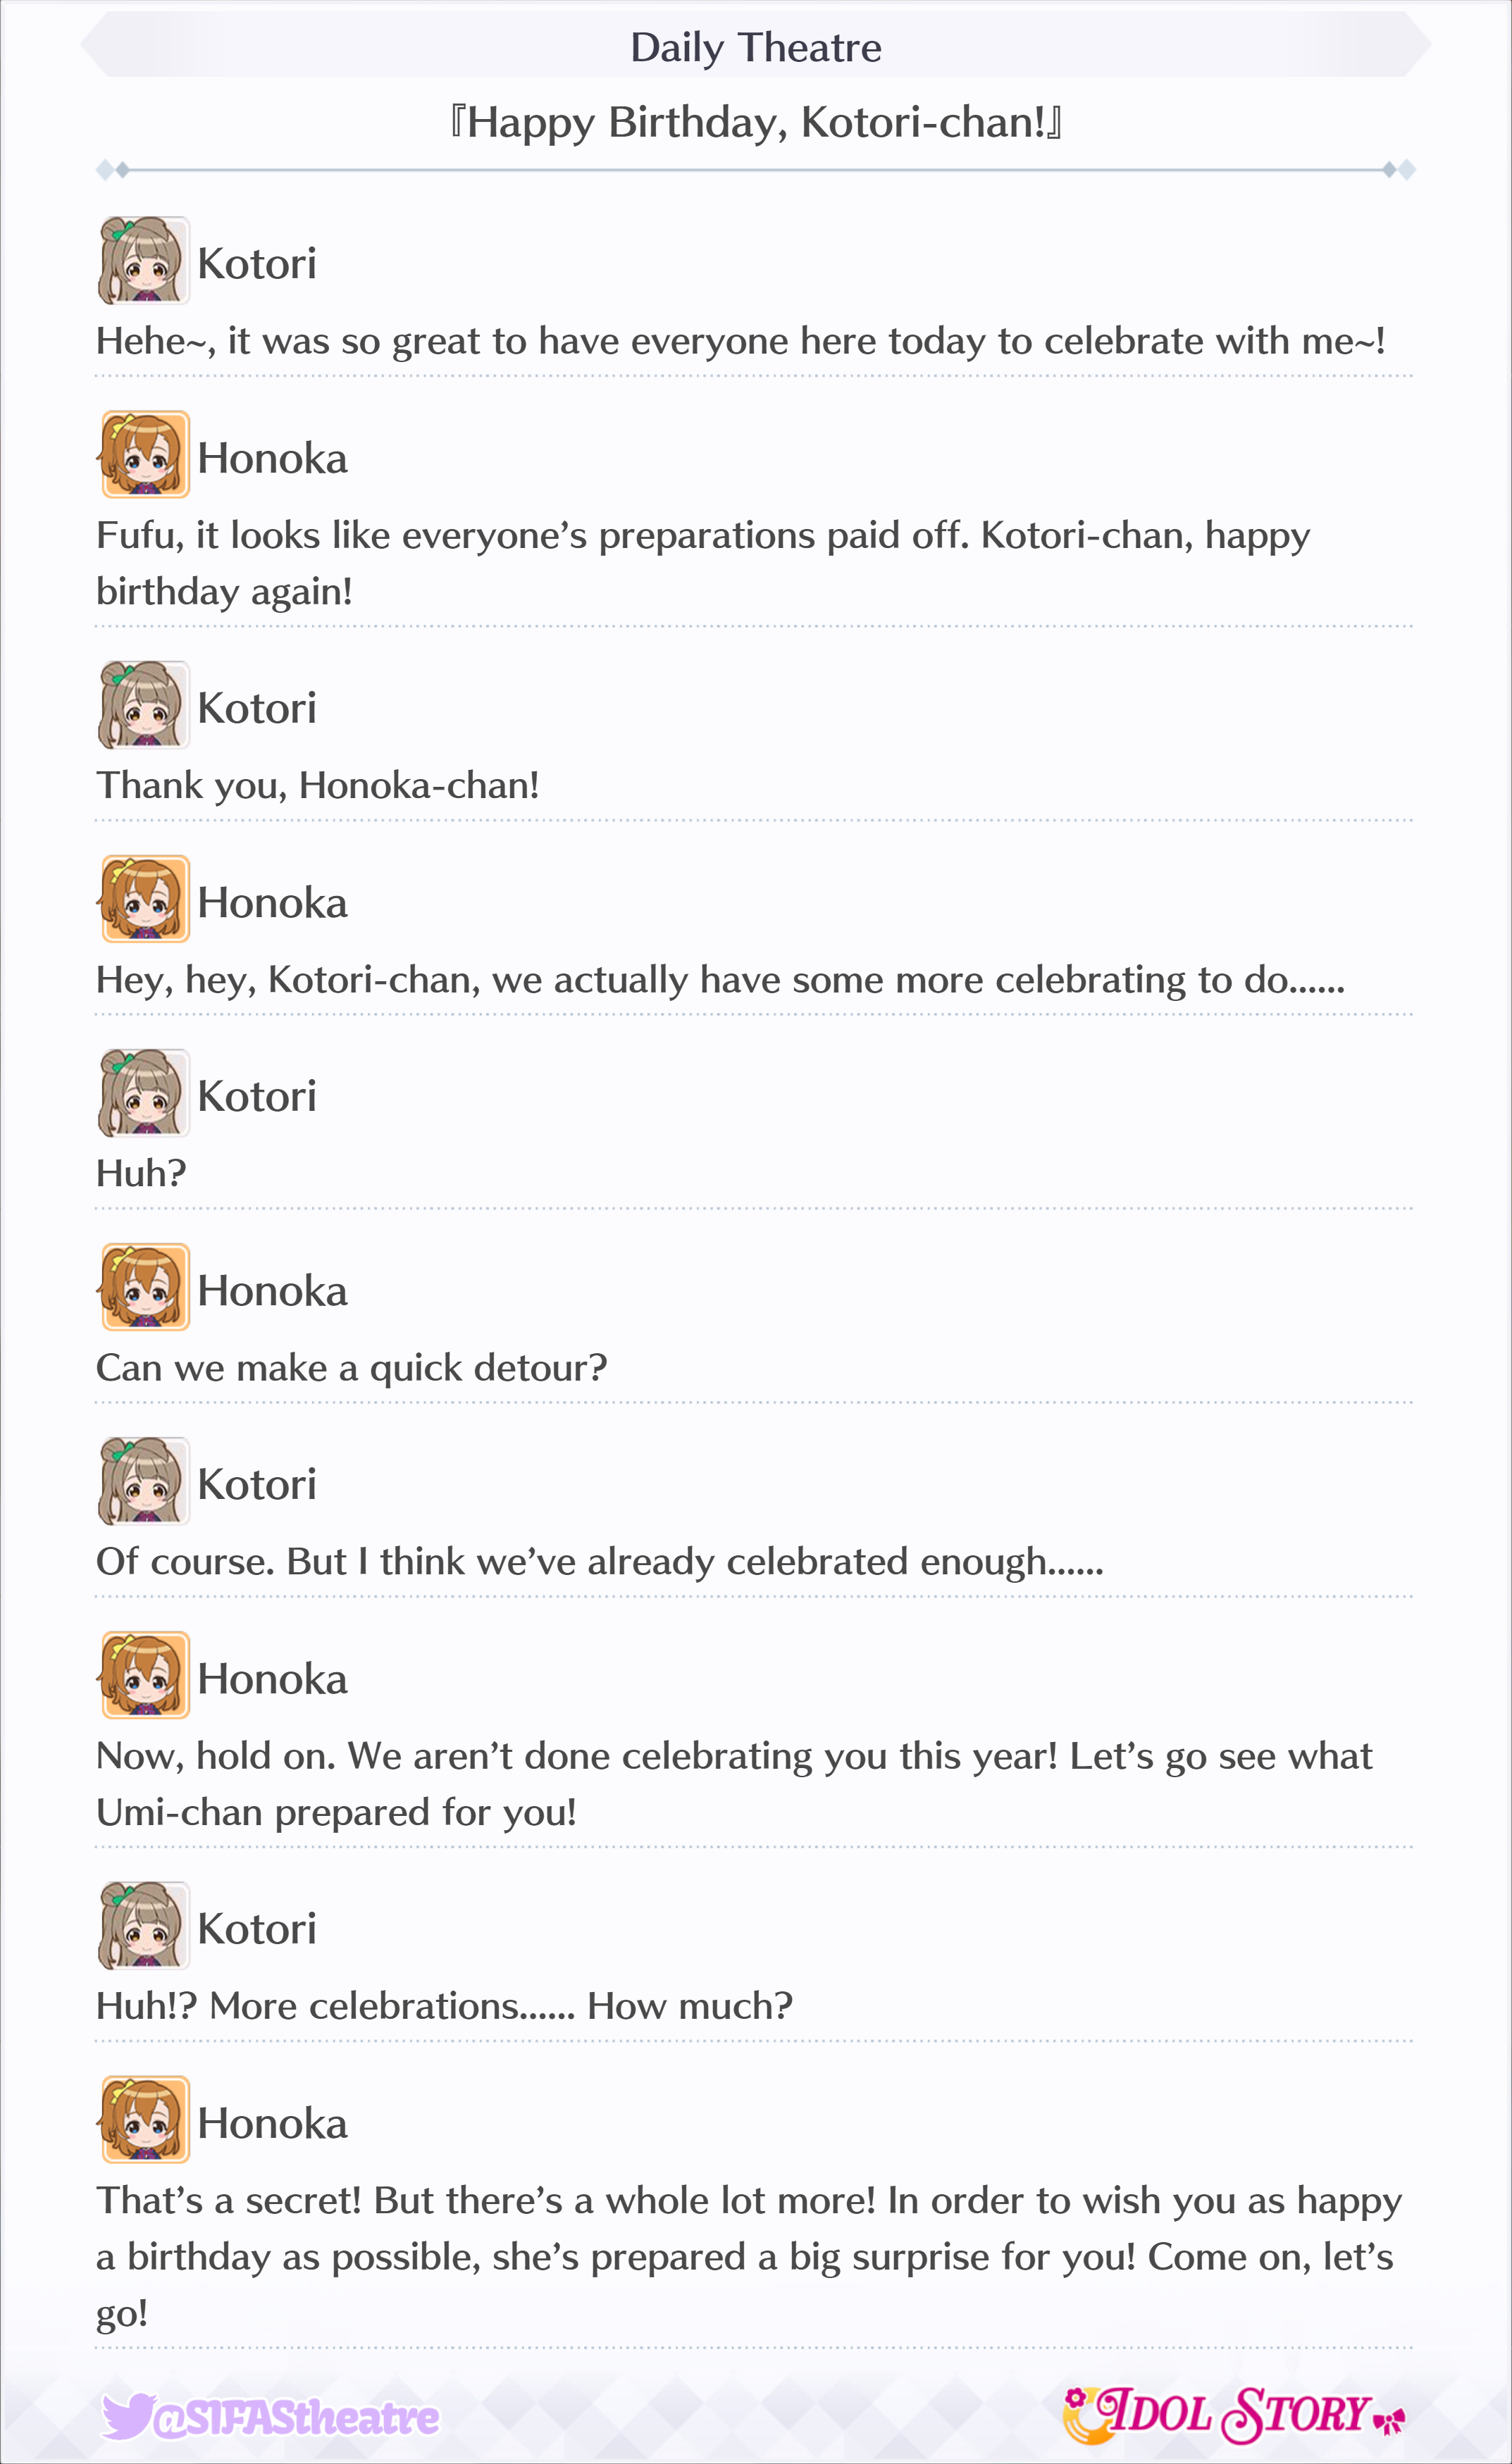 Daily Theatre
『Happy Birthday, Kotori-chan!』
Kotori
Hehe~, it was so great to have everyone here today to celebrate with me~!
Honoka
Fufu, it looks like everyone’s preparations paid off. Kotori-chan, happy
birthday again!
Kotori
Thank you, Honoka-chan!
Honoka
Hey, hey, Kotori-chan, we actually have some more celebrating to do......
Kotori
Huh?
Honoka
Can we make a quick detour?
Kotori
Of course. But I think we’ve already celebrated enough......
Honoka
Now, hold on. We aren’t done celebrating you this year! Let’s go see what
Umi-chan prepared for you!
Kotori
Huh!? More celebrations...... How much?
Honoka
That’s a secret! But there’s a whole lot more! In order to wish you as happy
a birthday as possible, she’s prepared a big surprise for you! Come on, let’s
go!
@SIFAStheatre
IDOL STORY